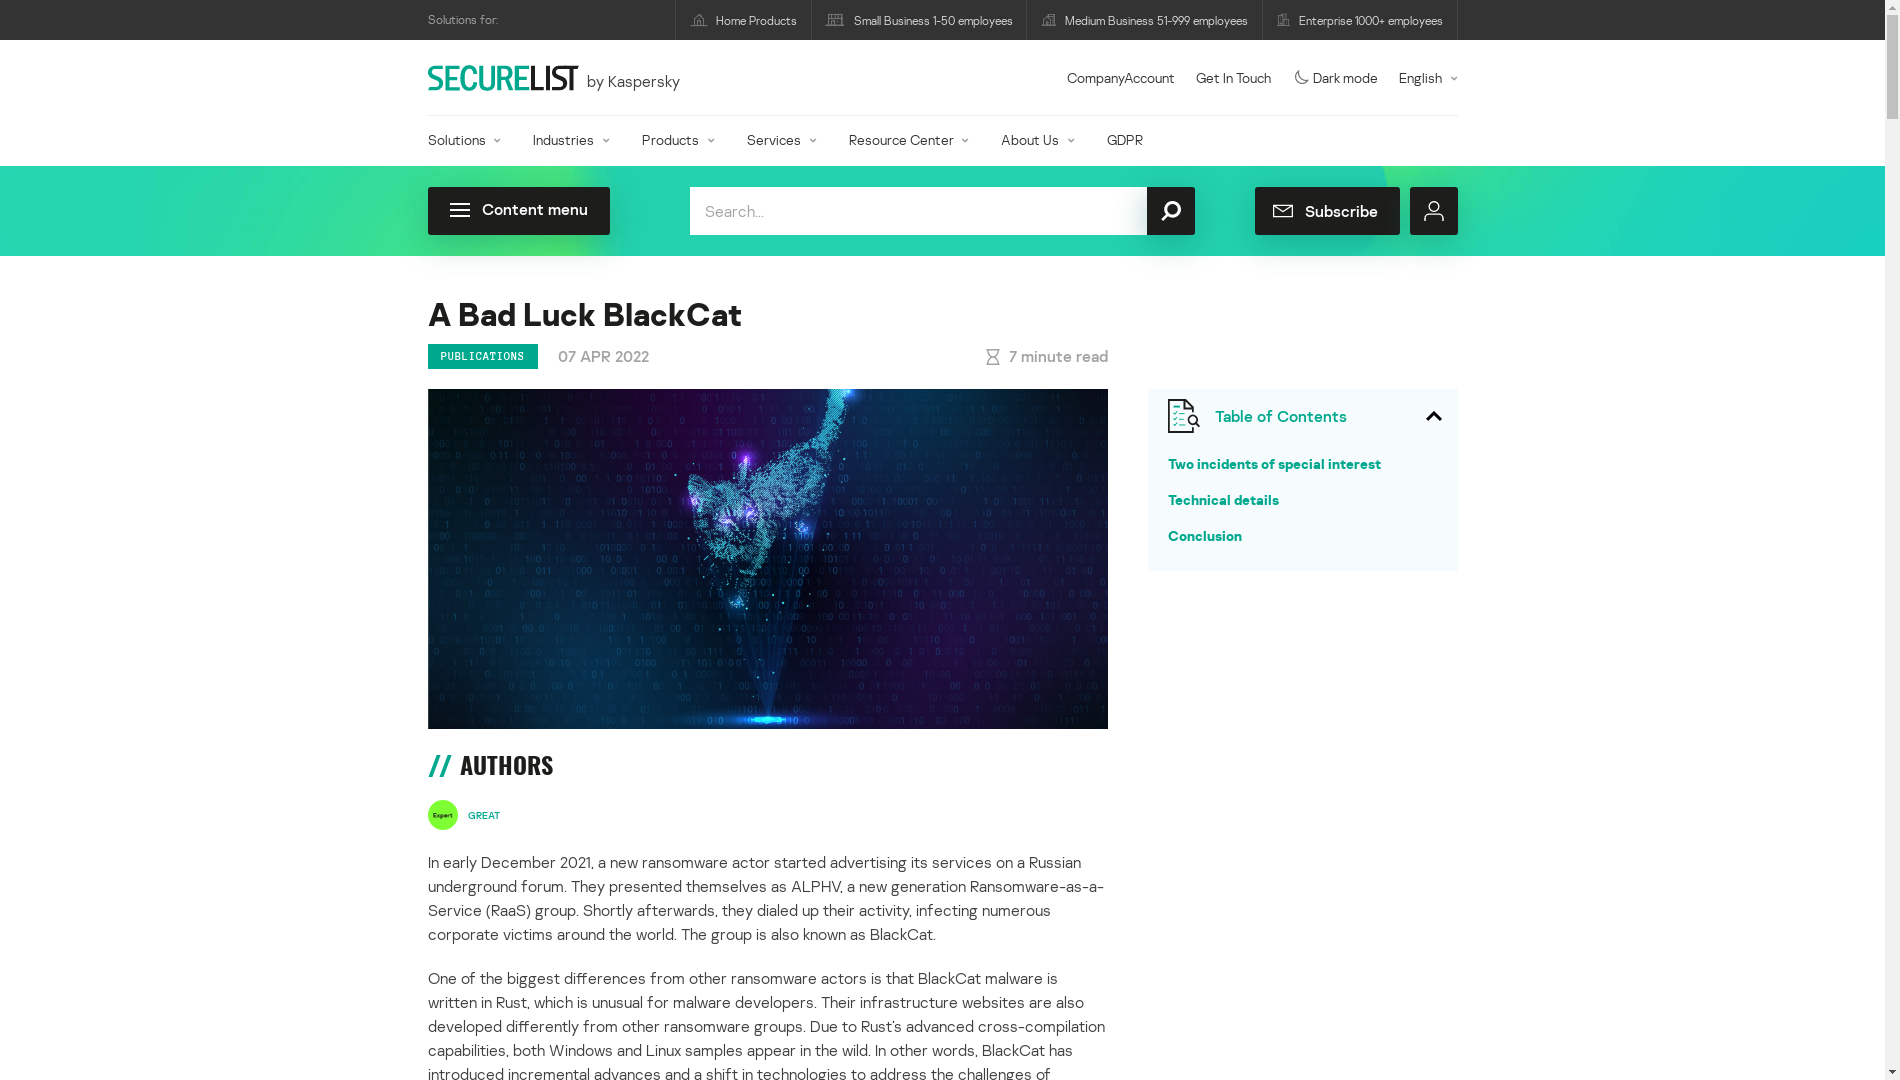 Solutions for:
Home Products
Small Business 1-50 employees
Medium Business 51-999 employees
Enterprise 1000+ employees
SECURELIST by Kaspersky
CompanyAccount
Get In Touch
Dark mode
English
Solutions
Industries
Products
Services
Resource Center
About Us
GDPR
Content menu
Search...
Subscribe
A Bad Luck BlackCat
PUBLICATIONS
07 APR 2022
7 minute read
Table of Contents
Two incidents of special interest
Technical details
Conclusion
// AUTHORS
Expert
GREAT
In early December 2021, a new ransomware actor started advertising its services on a Russian
underground forum. They presented themselves as ALPHV, a new generation Ransomware-as-a-
Service (RaaS) group. Shortly afterwards, they dialed up their activity, infecting numerous
corporate victims around the world. The group is also known as BlackCat.
One of the biggest differences from other ransomware actors is that BlackCat malware is
written in Rust, which is unusual for malware developers. Their infrastructure websites are also
developed differently from other ransomware groups. Due to Rust's advanced cross-compilation
capabilities, both Windows and Linux samples appear in the wild. In other words, BlackCat has
introduced incremental advances and a shift in technologies to address the challenges of